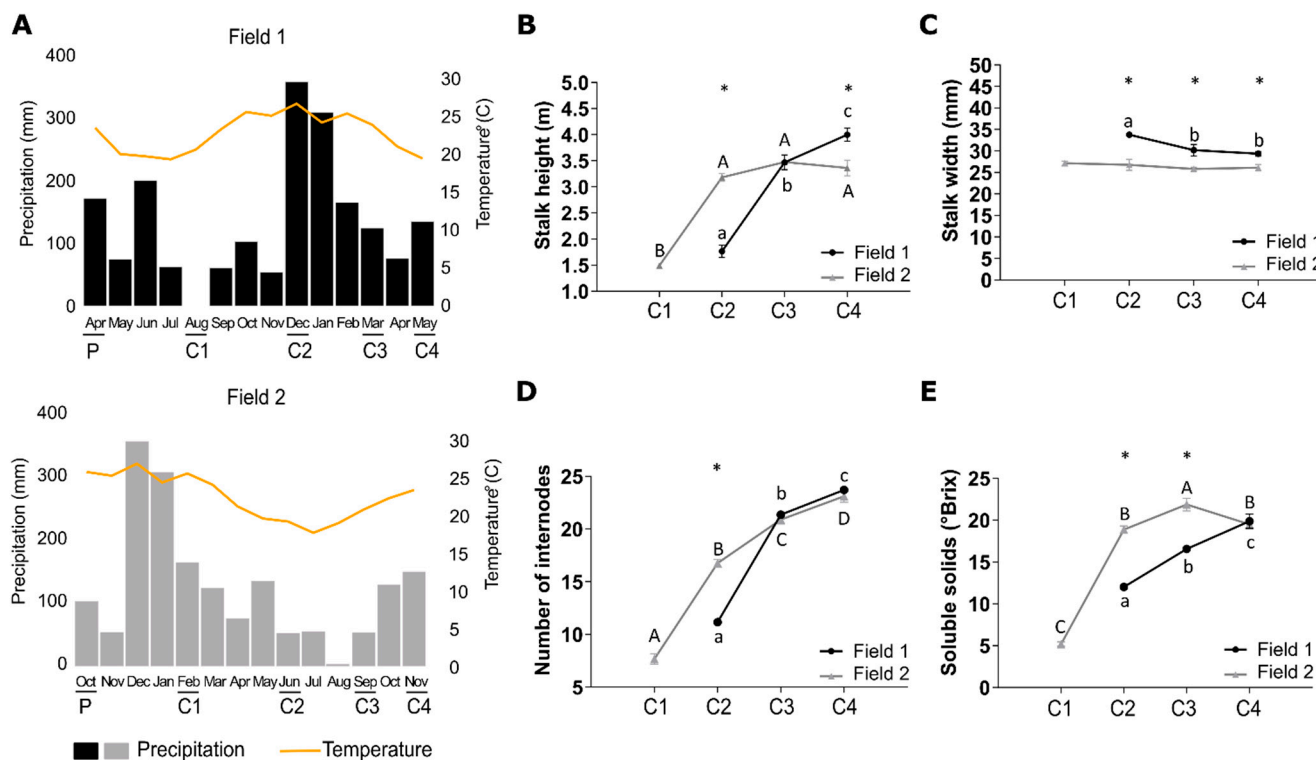 A
Field 1
Precipitation (mm)
400
300
200
100
0
Temperature° (C)
30
25
20
15
10
5
0
Apr May Jun Jul Aug Sep Oct Nov Dec Jan Feb Mar Apr May
P C1 C2 C3 C4
Field 2
Precipitation (mm)
400
300
200
100
0
Temperature° (C)
30
25
20
15
10
5
0
Oct Nov Dec Jan Feb Mar Apr May Jun Jul Aug Sep Oct Nov
P C1 C2 C3 C4
Precipitation Temperature
B
Stalk height (m)
5.0
4.5
4.0
3.5
3.0
2.5
2.0
1.5
1.0
* *
c
A A
b
A
a
B
Field 1
Field 2
C1 C2 C3 C4
C
Stalk width (mm)
50
45
40
35
30
25
20
15
10
5
0
* * *
a b b
Field 1
Field 2
C1 C2 C3 C4
D
Number of internodes
25
20
15
10
5
*
b c
B C D
A a
Field 1
Field 2
C1 C2 C3 C4
E
Soluble solids (°Brix)
25
20
15
10
5
0
* *
B A B
c
b
a
C
Field 1
Field 2
C1 C2 C3 C4